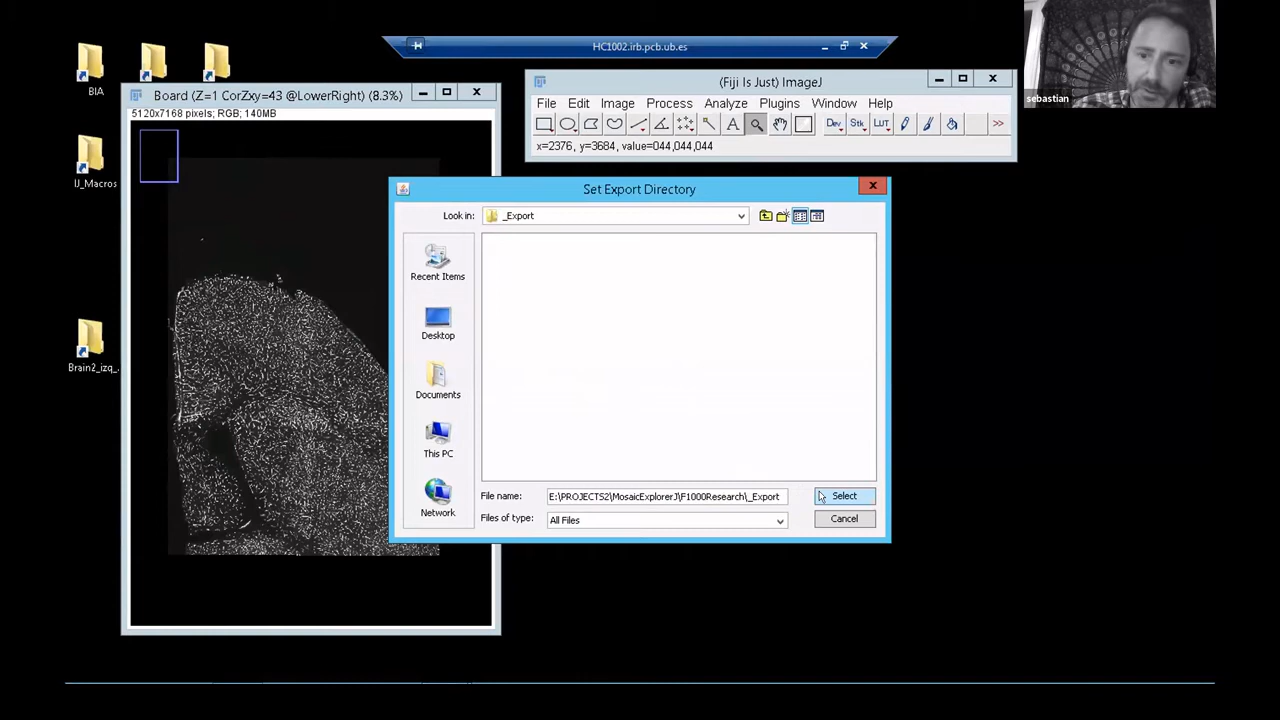 HC1002.irb.pcb.ub.es
sebastian
BIA
IJ_Macros
Brain2_izq_.
Board (Z=1 CorZxy=43 @LowerRight) (8.3%)
5120x7168 pixels; RGB; 140MB
(Fiji Is Just) ImageJ
File Edit Image Process Analyze Plugins Window Help
A Dev Stk LUT >>
x=2376, y=3684, value=044,044,044
Set Export Directory
Look in: _Export
Recent Items
Desktop
Documents
This PC
Network
File name: E:\PROJECTS2\MosaicExplorerJ\F1000Research\_Export Select
Files of type: All Files Cancel